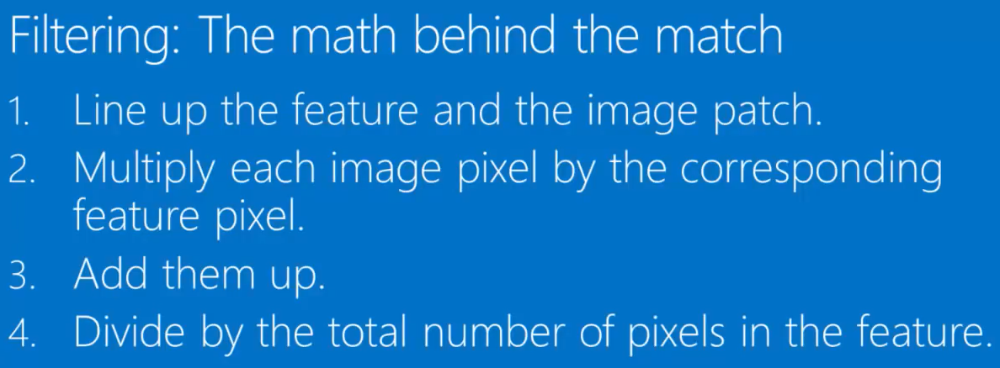 Filtering: The math behind the match
1. Line up the feature and the image patch.
2. Multiply each image pixel by the corresponding
feature pixel.
3. Add them up.
4. Divide by the total number of pixels in the feature.